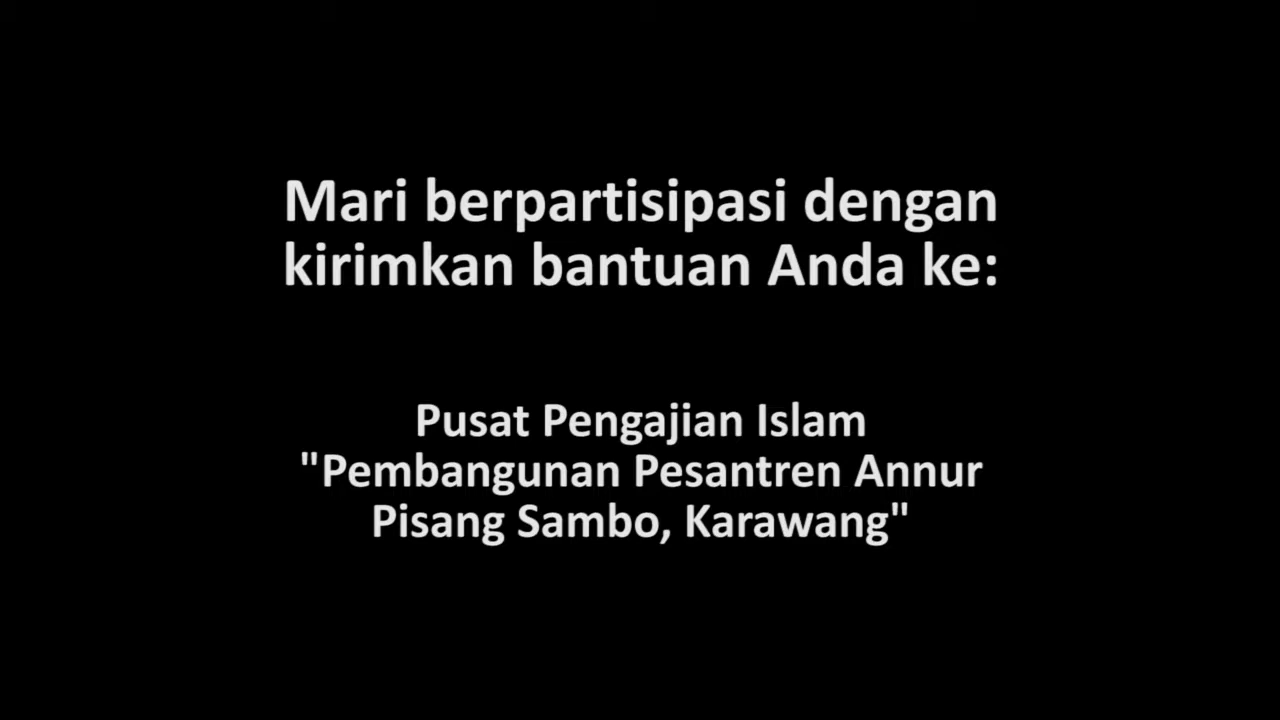 Mari berpartisipasi dengan
kirimkan bantuan Anda ke:
Pusat Pengajian Islam
"Pembangunan Pesantren Annur
Pisang Sambo, Karawang"